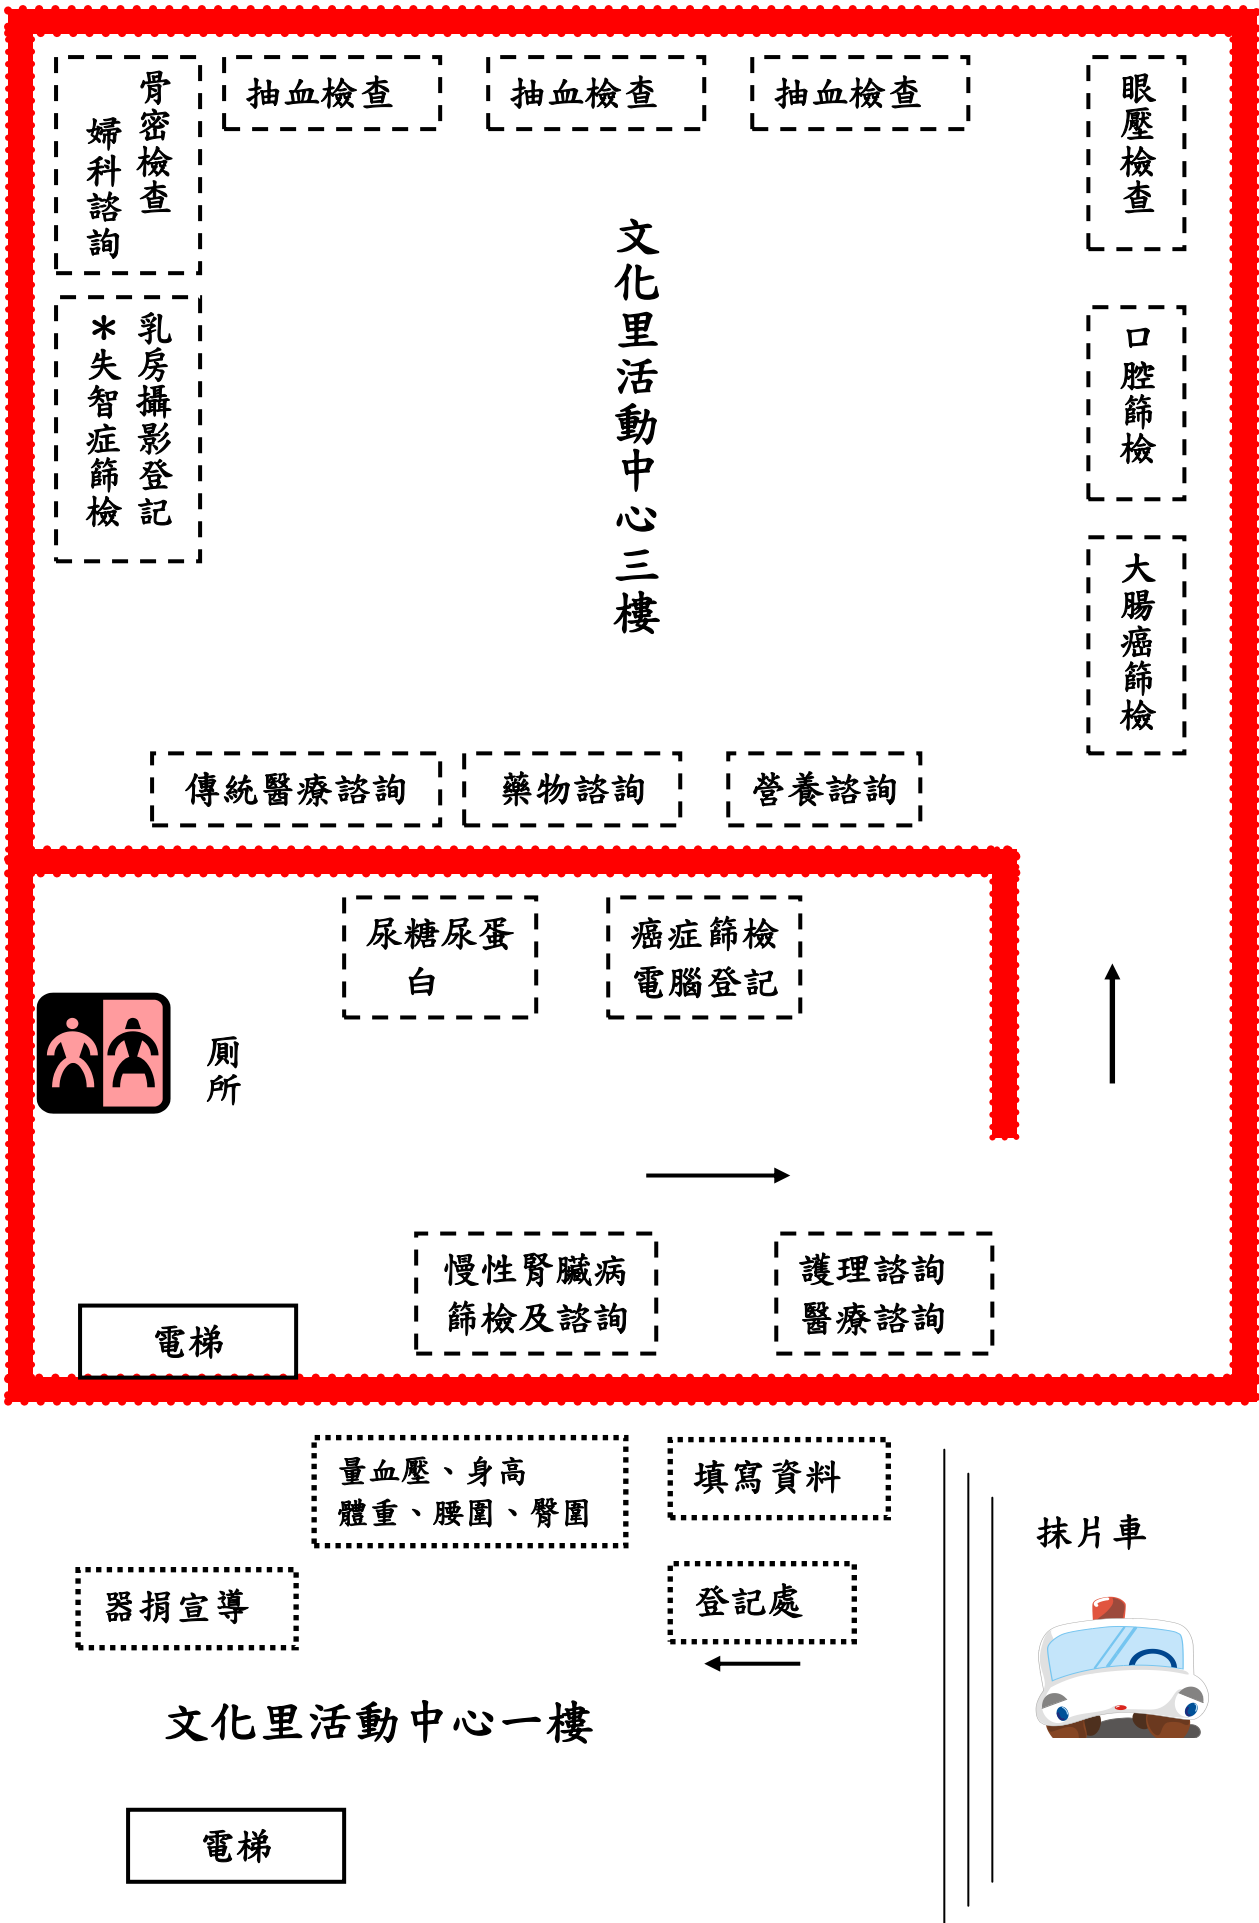 骨密檢查
婦科諮詢
抽血檢查
抽血檢查
抽血檢查
眼壓檢查
乳房攝影登記
＊失智症篩檢
文化里活動中心三樓
口腔篩檢
大腸癌篩檢
傳統醫療諮詢
藥物諮詢
營養諮詢
尿糖尿蛋
白
癌症篩檢
電腦登記
厠所
慢性腎臟病
篩檢及諮詢
護理諮詢
醫療諮詢
電梯
量血壓、身高
體重、腰圍、臀圍
填寫資料
抹片車
器捐宣導
登記處
文化里活動中心一樓
電梯